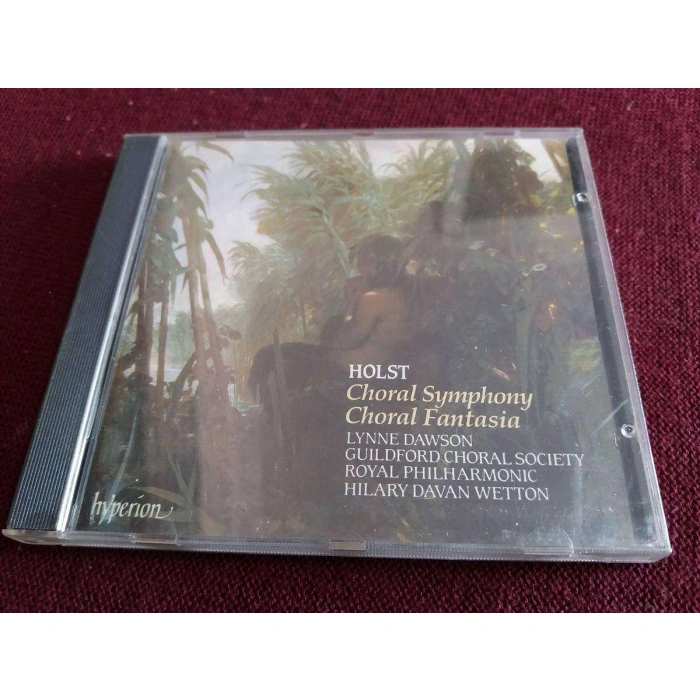 HOLST
Choral Symphony
Choral Fantasia
LYNNE DAWSON
GUILDFORD CHORAL SOCIETY
ROYAL PHILHARMONIC
HILARY DAVAN WETTON
hyperion